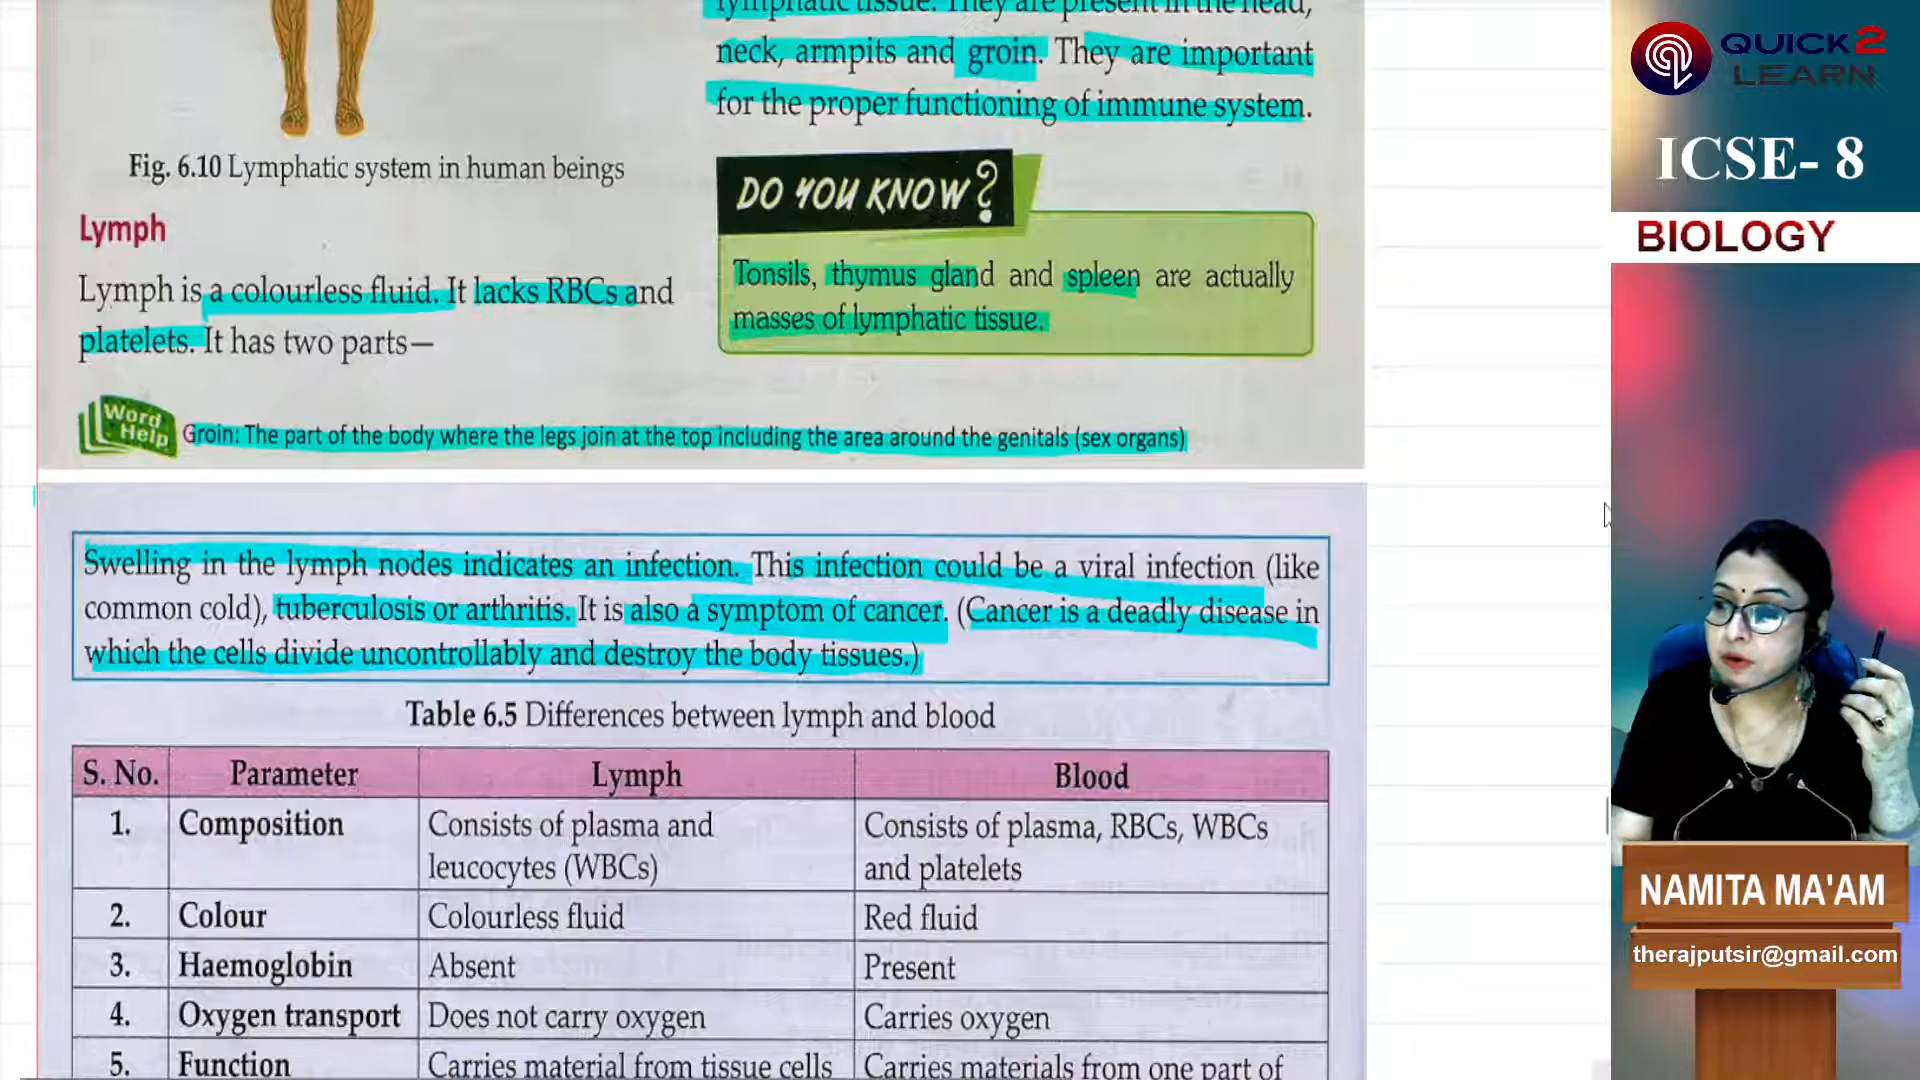 lymphatic tissue. They are present in the head,
neck, armpits and groin. They are important
for the proper functioning of immune system.
Fig. 6.10 Lymphatic system in human beings
DO YOU KNOW?
Tonsils, thymus gland and spleen are actually
masses of lymphatic tissue.
Lymph
Lymph is a colourless fluid. It lacks RBCs and
platelets. It has two parts—
Word
Help
Groin: The part of the body where the legs join at the top including the area around the genitals (sex organs)
Swelling in the lymph nodes indicates an infection. This infection could be a viral infection (like
common cold), tuberculosis or arthritis. It is also a symptom of cancer. (Cancer is a deadly disease in
which the cells divide uncontrollably and destroy the body tissues.)
Table 6.5 Differences between lymph and blood
S. No. Parameter Lymph Blood
1. Composition Consists of plasma and Consists of plasma, RBCs, WBCs
leucocytes (WBCs) and platelets
2. Colour Colourless fluid Red fluid
3. Haemoglobin Absent Present
4. Oxygen transport Does not carry oxygen Carries oxygen
5. Function Carries material from tissue cells Carries materials from one part of
QUICK2
LEARN
ICSE- 8
BIOLOGY
NAMITA MA'AM
therajputsir@gmail.com